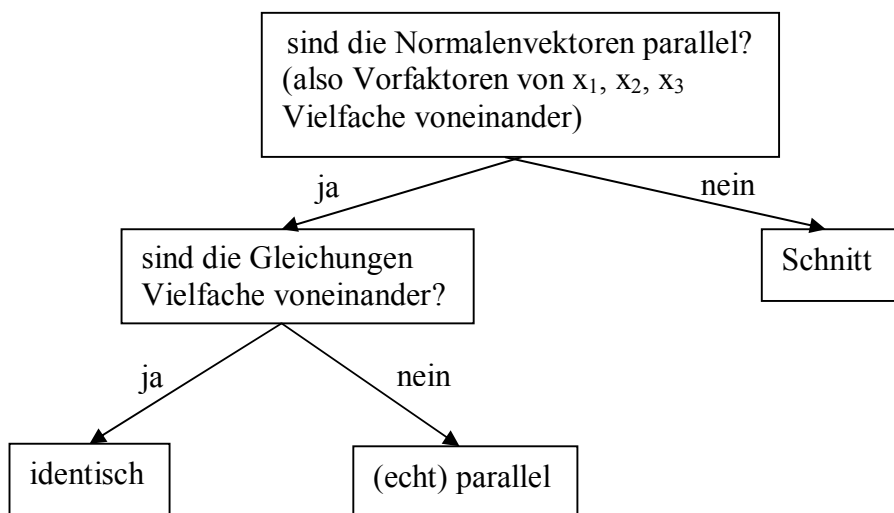 sind die Normalenvektoren parallel?
(also Vorfaktoren von x₁, x₂, x₃
Vielfache voneinander)
ja
nein
sind die Gleichungen
Vielfache voneinander?
Schnitt
ja
nein
identisch
(echt) parallel